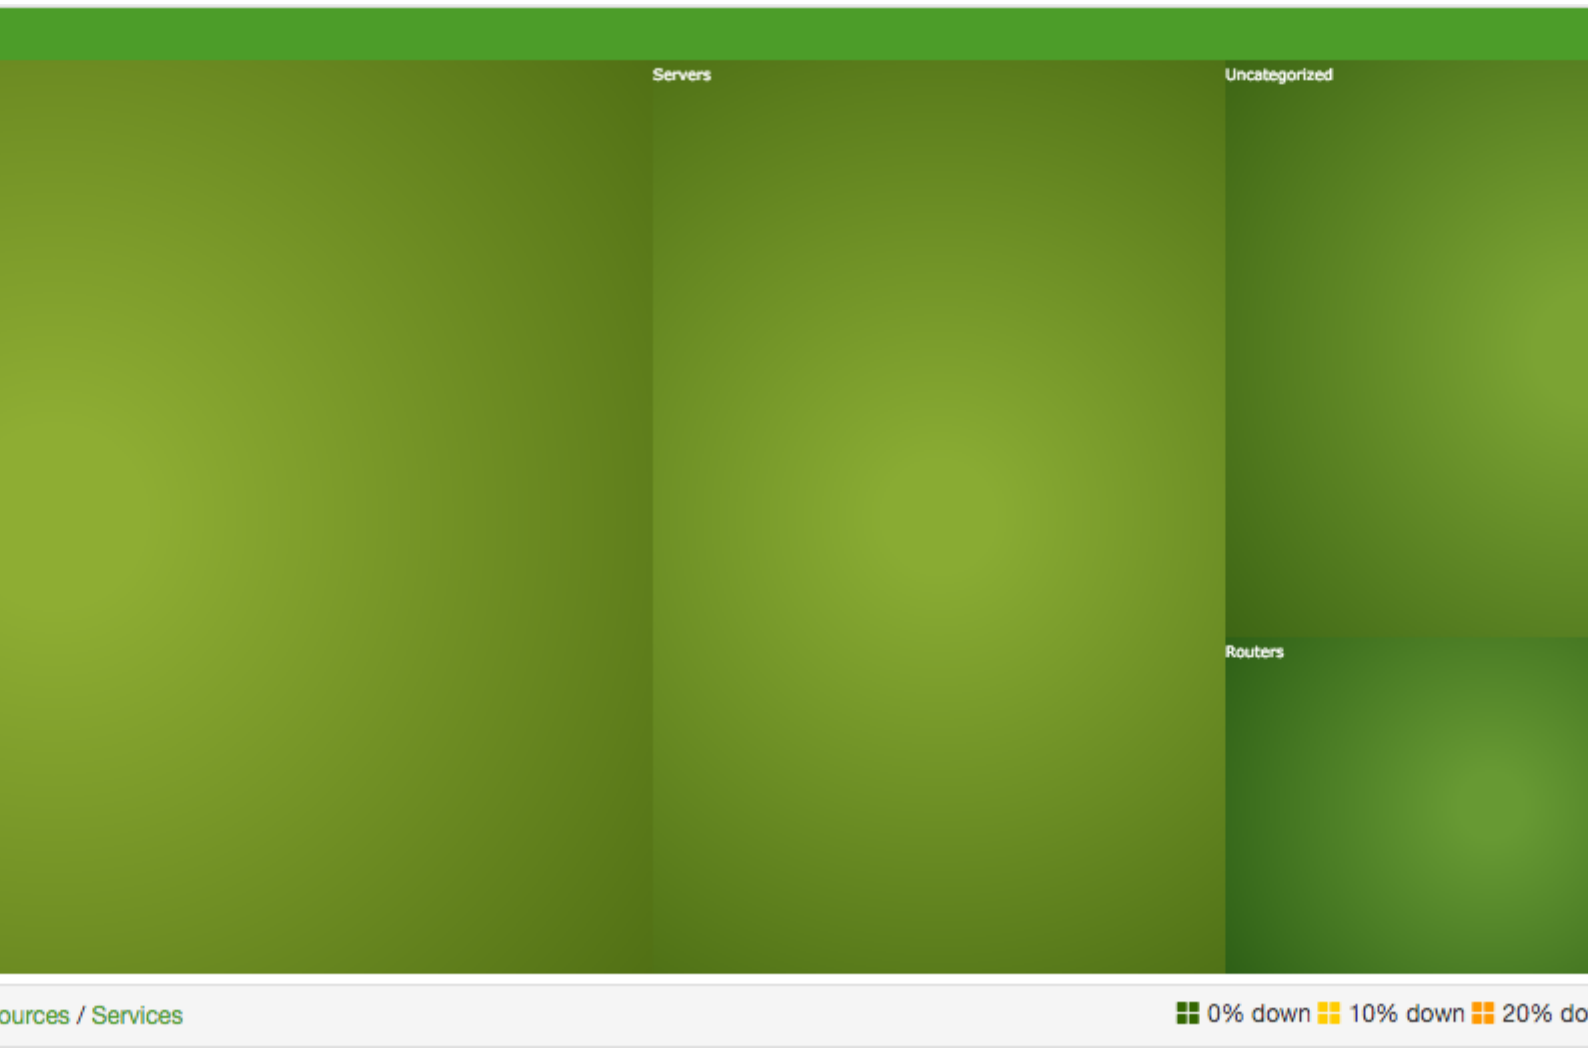 Servers
Uncategorized
Routers
ources / Services
0% down 10% down 20% do